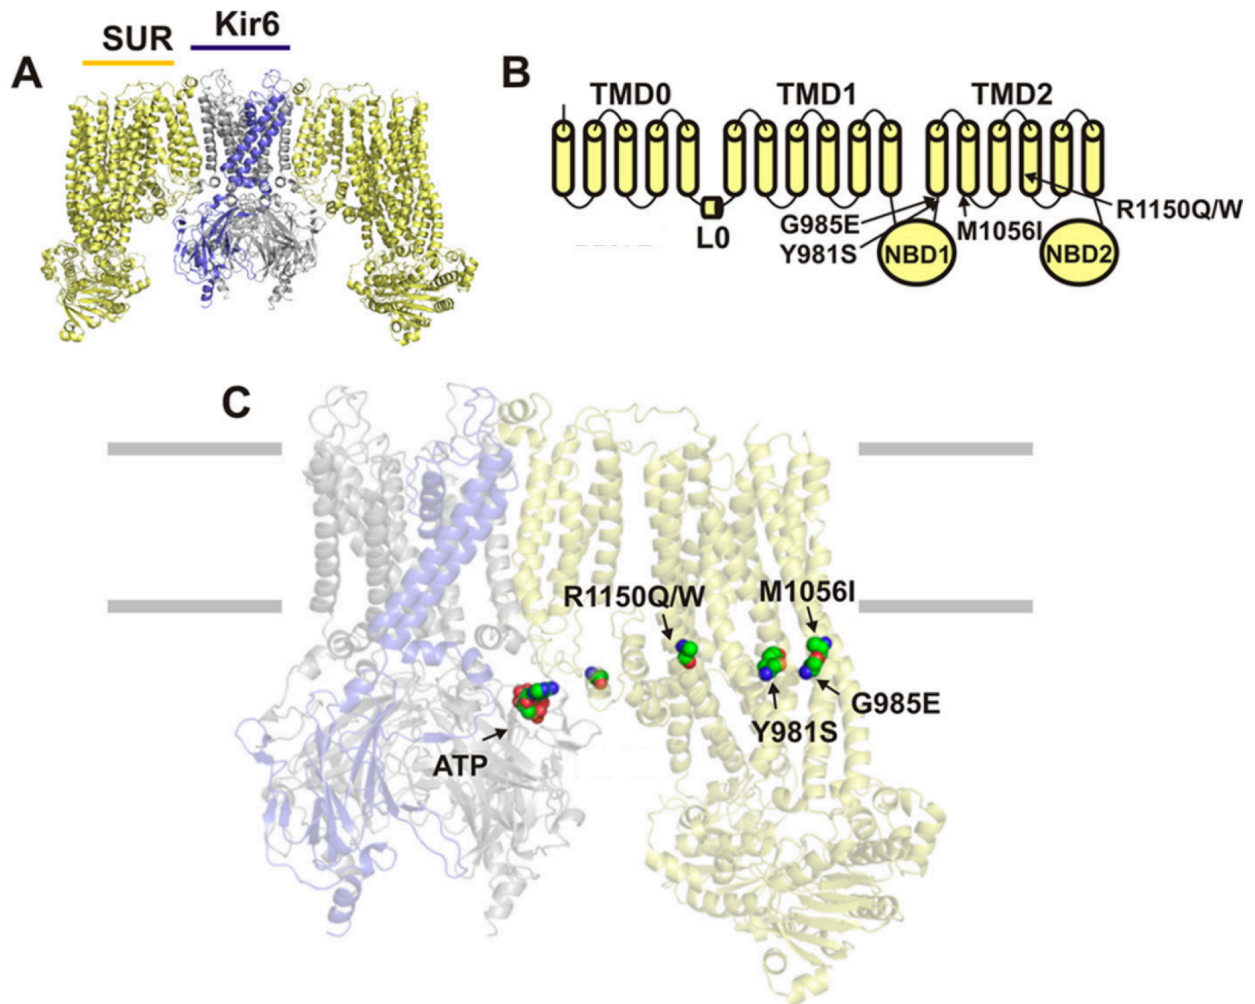 SUR
Kir6
A
B
TMD0
TMD1
TMD2
L0
G985E
Y981S
M1056I
R1150Q/W
NBD1
NBD2
C
R1150Q/W
M1056I
G985E
Y981S
ATP